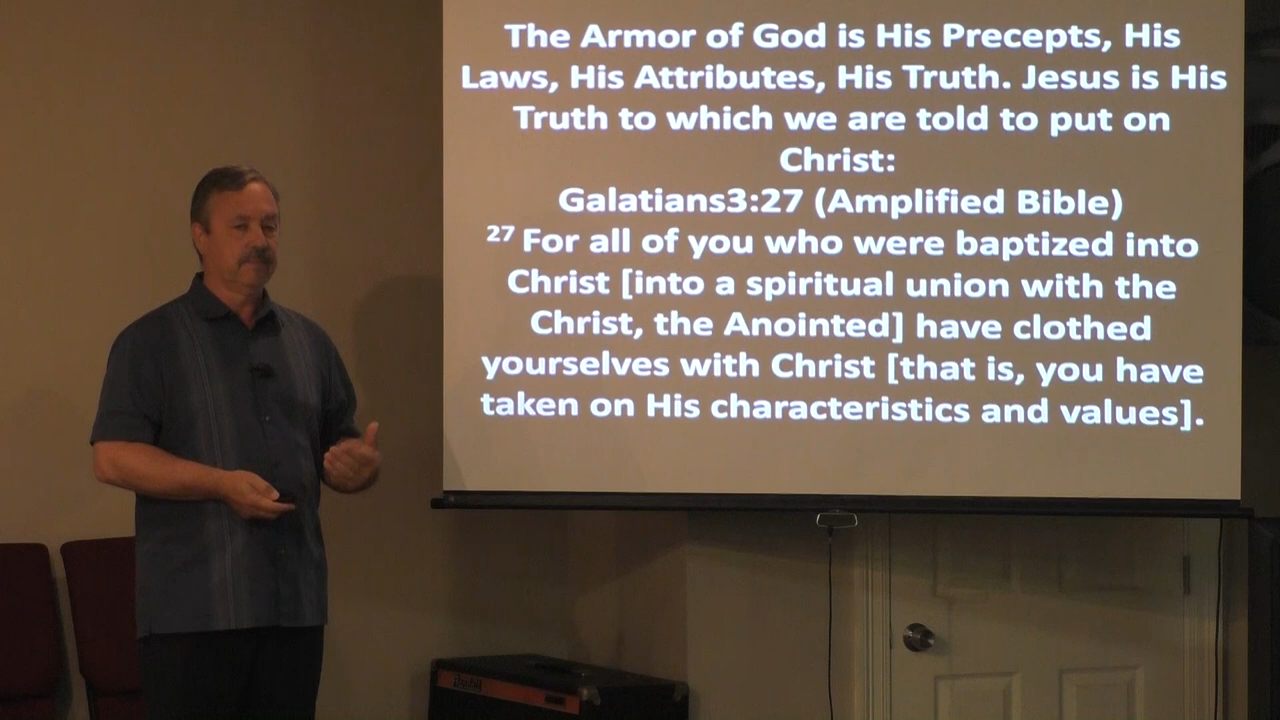 The Armor of God is His Precepts, His
Laws, His Attributes, His Truth. Jesus is His
Truth to which we are told to put on
Christ:
Galatians3:27 (Amplified Bible)
27 For all of you who were baptized into
Christ [into a spiritual union with the
Christ, the Anointed] have clothed
yourselves with Christ [that is, you have
taken on His characteristics and values].